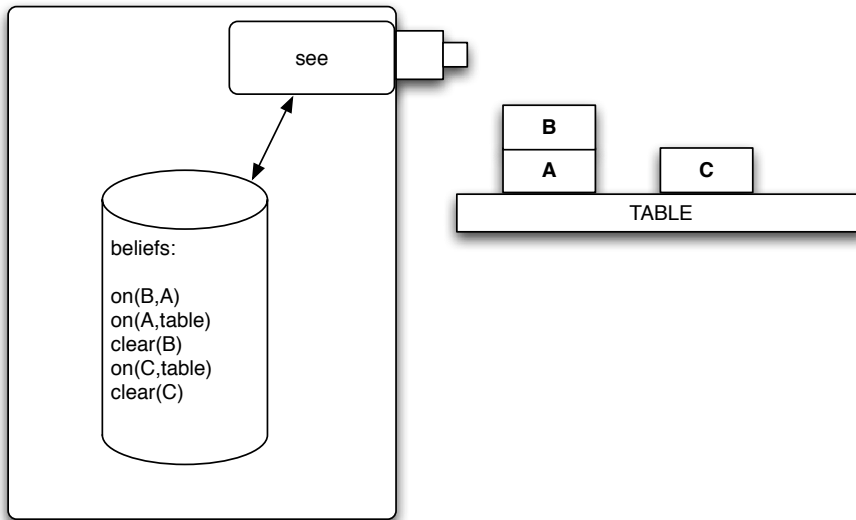 see
B
A
C
TABLE
beliefs:
on(B,A)
on(A,table)
clear(B)
on(C,table)
clear(C)